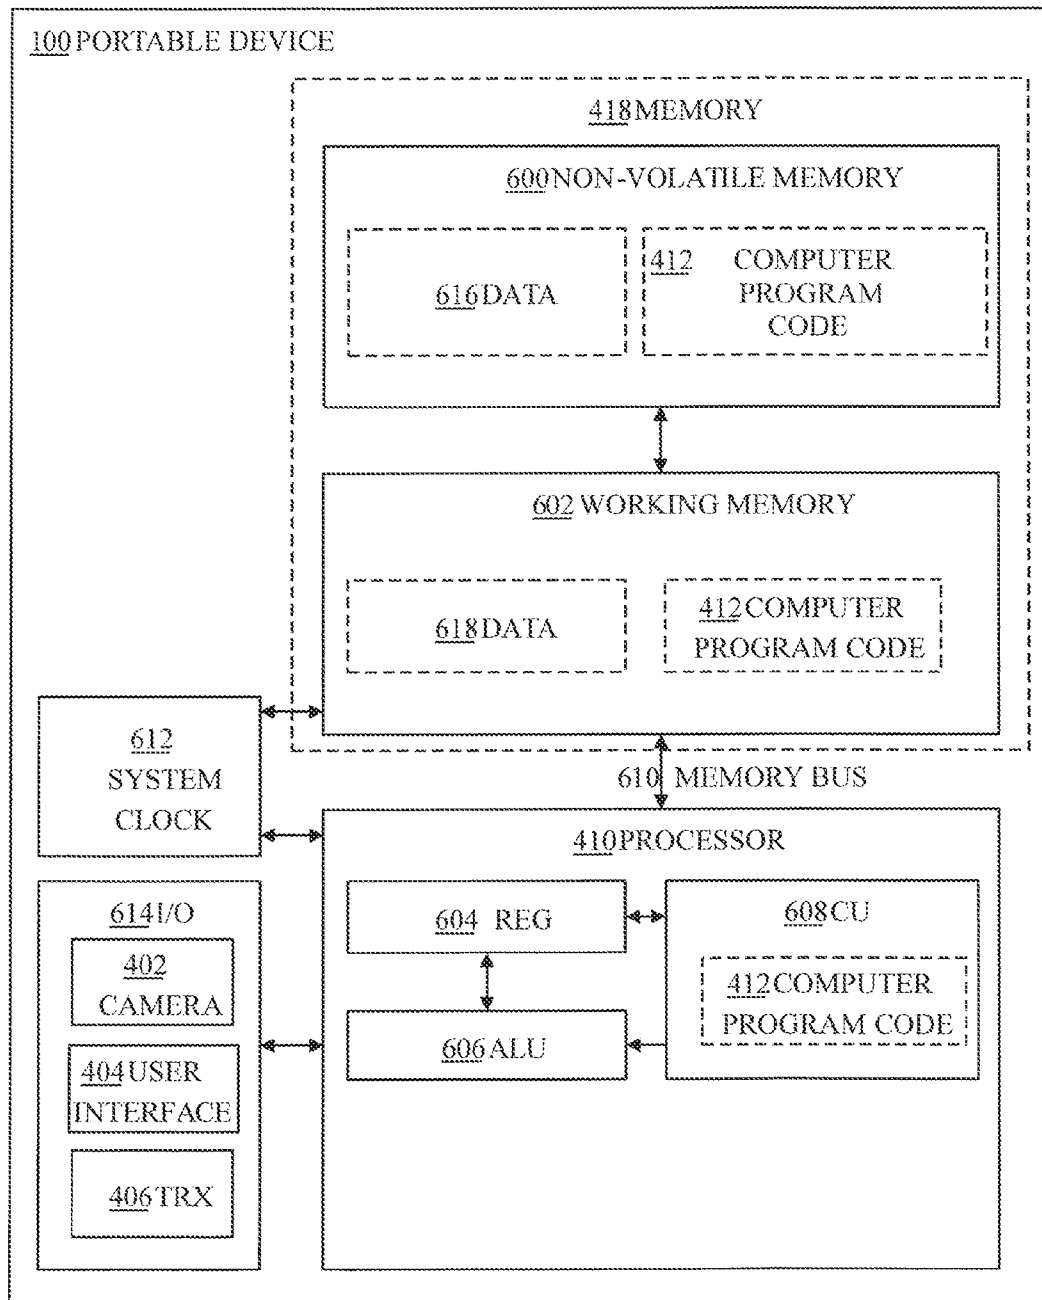 100 PORTABLE DEVICE
418 MEMORY
600 NON-VOLATILE MEMORY
616 DATA
412 COMPUTER
PROGRAM
CODE
602 WORKING MEMORY
618 DATA
412 COMPUTER
PROGRAM CODE
612
SYSTEM
CLOCK
610 MEMORY BUS
410 PROCESSOR
604 REG
608 CU
412 COMPUTER
PROGRAM CODE
606 ALU
614 I/O
402
CAMERA
404 USER
INTERFACE
406 TRX